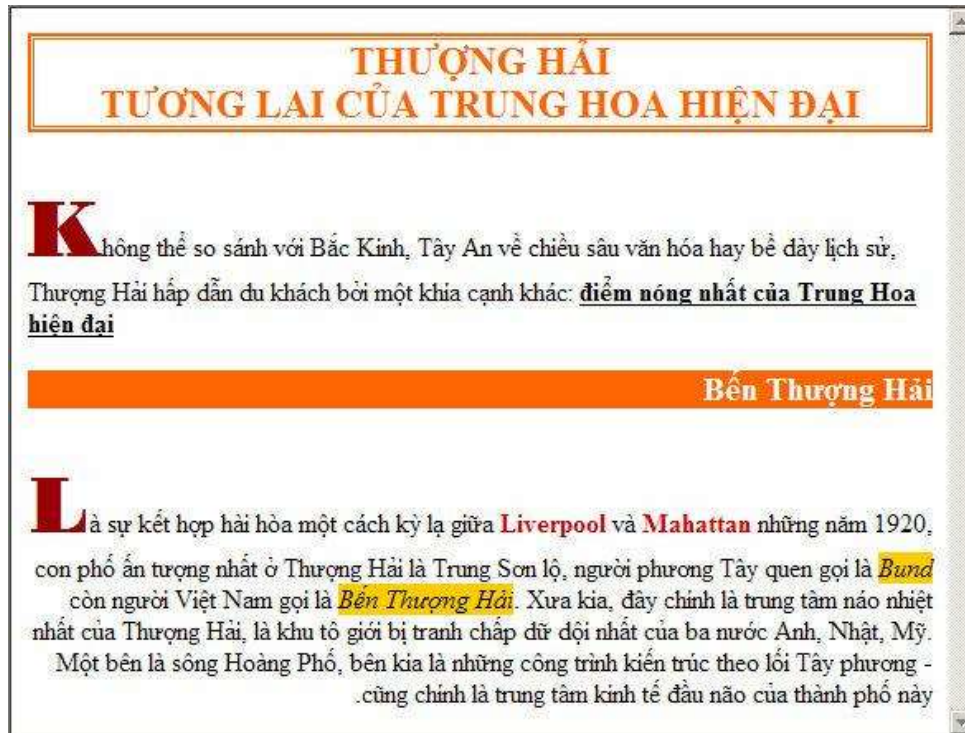 THƯỢNG HẢI
TƯƠNG LAI CỦA TRUNG HOA HIỆN ĐẠI
Không thể so sánh với Bắc Kinh, Tây An về chiều sâu văn hóa hay bề dày lịch sử,
Thượng Hải hấp dẫn du khách bởi một khía cạnh khác: điểm nóng nhất của Trung Hoa
hiện đại
Bến Thượng Hải
Là sự kết hợp hài hòa một cách kỳ lạ giữa Liverpool và Mahattan những năm 1920,
con phố ấn tượng nhất ở Thượng Hải là Trung Sơn lộ, người phương Tây quen gọi là Bund
còn người Việt Nam gọi là Bến Thượng Hải. Xưa kia, đây chính là trung tâm náo nhiệt
nhất của Thượng Hải, là khu tô giới bị tranh chấp dữ dội nhất của ba nước Anh, Nhật, Mỹ.
Một bên là sông Hoàng Phố, bên kia là những công trình kiến trúc theo lối Tây phương -
.cũng chính là trung tâm kinh tế đầu não của thành phố này